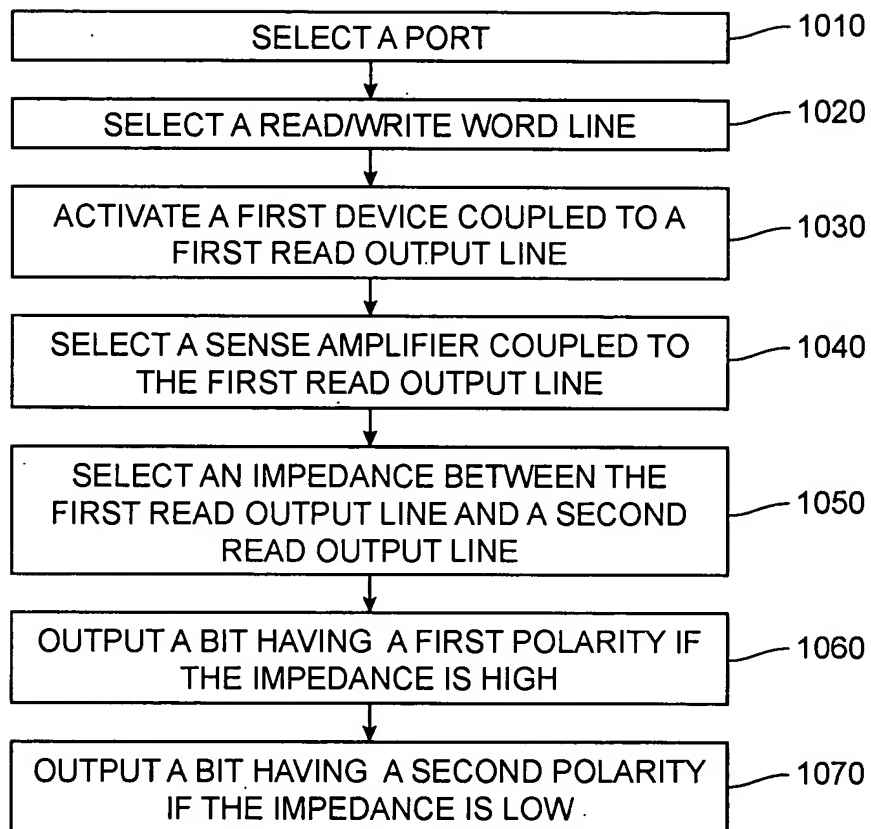 SELECT A PORT
1010
SELECT A READ/WRITE WORD LINE
1020
ACTIVATE A FIRST DEVICE COUPLED TO A
FIRST READ OUTPUT LINE
1030
SELECT A SENSE AMPLIFIER COUPLED TO
THE FIRST READ OUTPUT LINE
1040
SELECT AN IMPEDANCE BETWEEN THE
FIRST READ OUTPUT LINE AND A SECOND
READ OUTPUT LINE
1050
OUTPUT A BIT HAVING A FIRST POLARITY IF
THE IMPEDANCE IS HIGH
1060
OUTPUT A BIT HAVING A SECOND POLARITY
IF THE IMPEDANCE IS LOW
1070